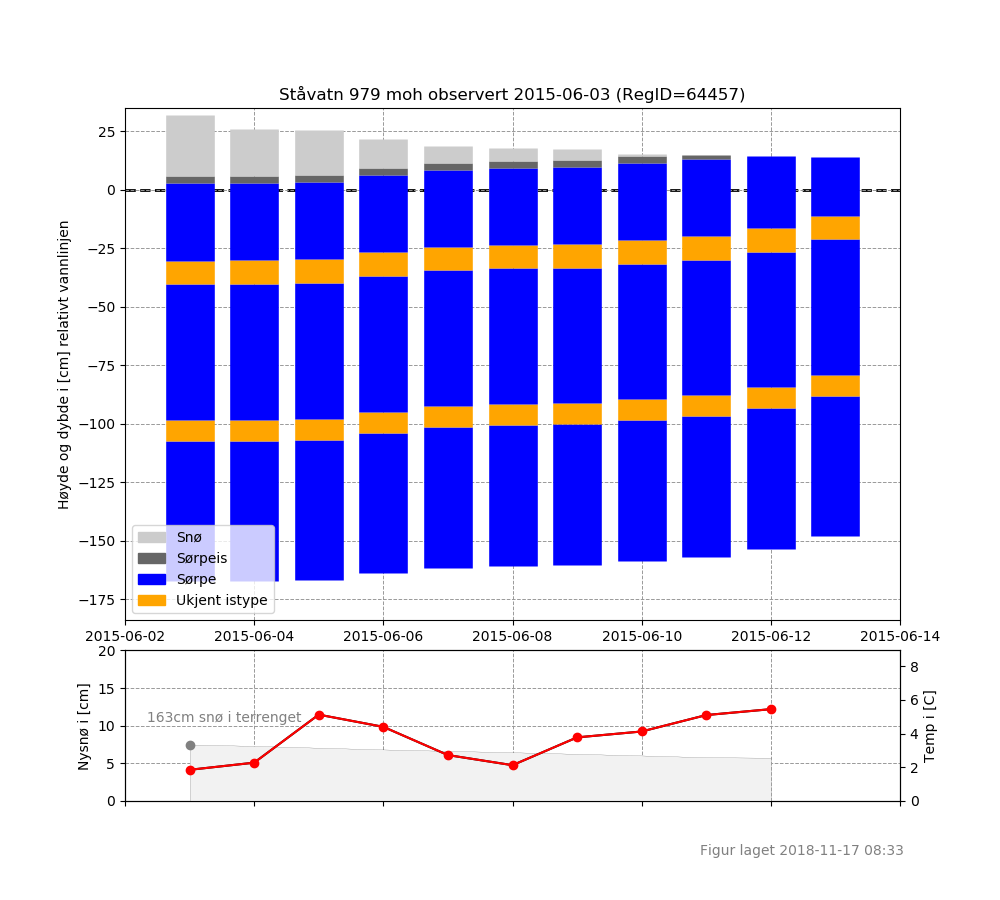 Ståvatn 979 moh observert 2015-06-03 (RegID=64457)
Høyde og dybde i [cm] relativt vannlinjen
25
0
−25
−50
−75
−100
−125
−150
−175
Snø
Sørpeis
Sørpe
Ukjent istype
2015-06-02 2015-06-04 2015-06-06 2015-06-08 2015-06-10 2015-06-12 2015-06-14
Nysnø i [cm]
20
15
10
5
0
163cm snø i terrenget
8
6
4
2
0
Temp i [C]
Figur laget 2018-11-17 08:33